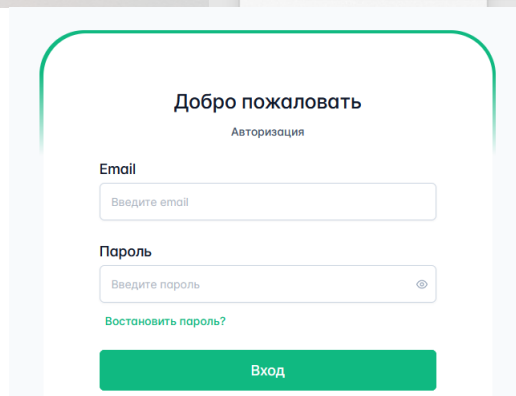 Добро пожаловать
Авторизация
Email
Введите email
Пароль
Введите пароль
Востановить пароль?
Вход